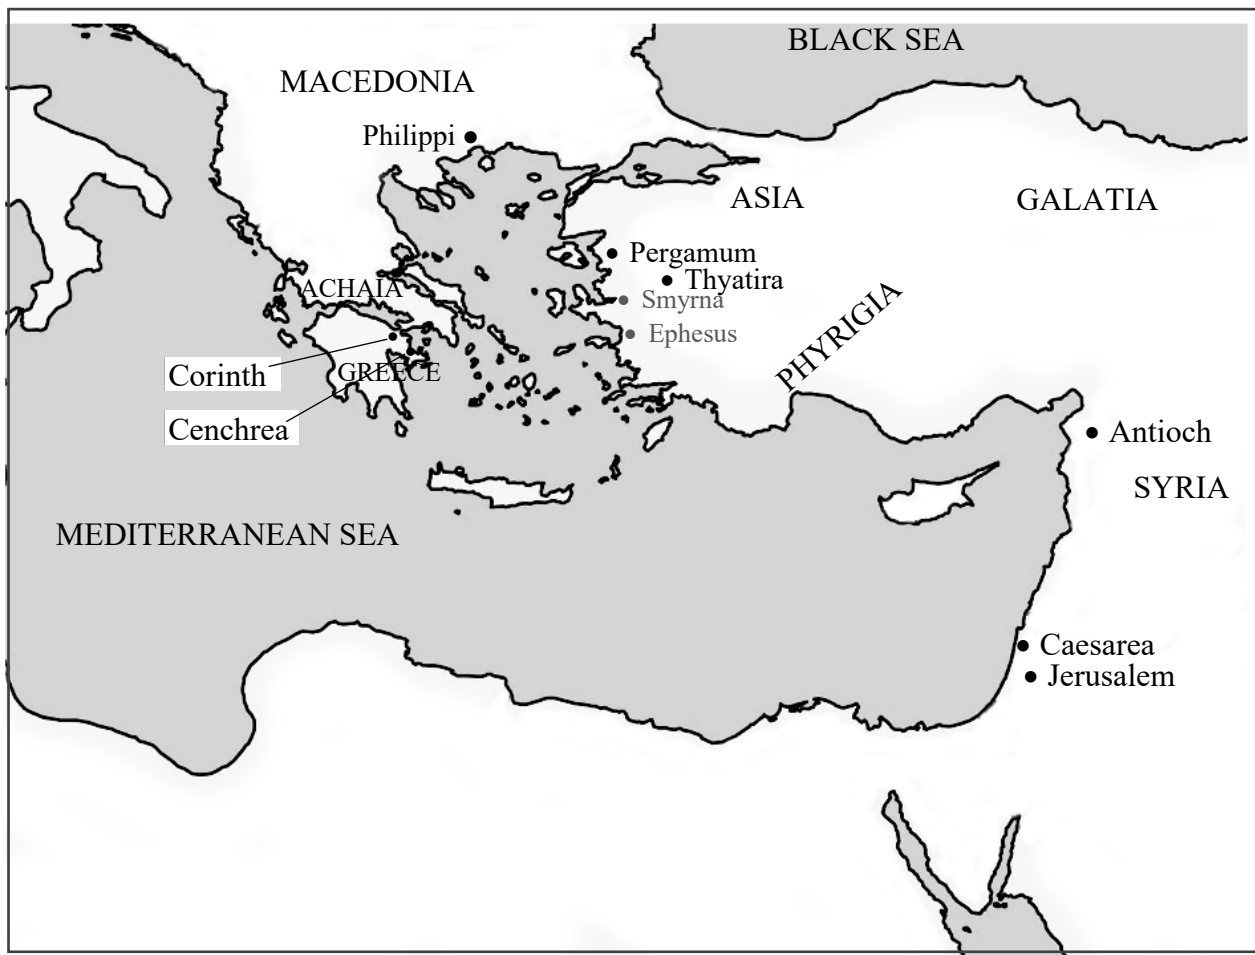 BLACK SEA
MACEDONIA
Philippi
ASIA
GALATIA
Pergamum
Thyatira
ACHAIA
Smyrna
Ephesus
PHYRIGIA
Corinth
GREECE
Cenchrea
Antioch
SYRIA
MEDITERRANEAN SEA
Caesarea
Jerusalem